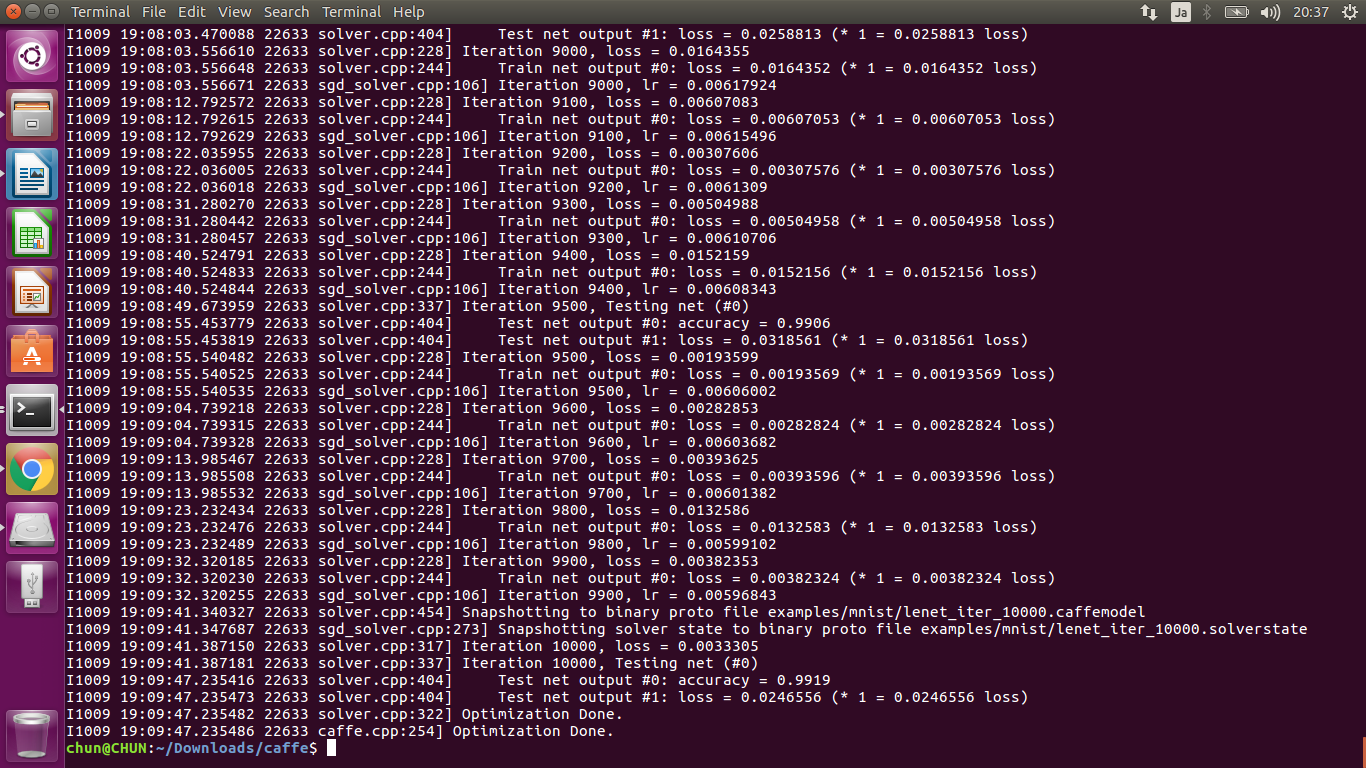 Terminal File Edit View Search Terminal Help Ja 20:37
I1009 19:08:03.470088 22633 solver.cpp:404]     Test net output #1: loss = 0.0258813 (* 1 = 0.0258813 loss)
I1009 19:08:03.556610 22633 solver.cpp:228] Iteration 9000, loss = 0.0164355
I1009 19:08:03.556648 22633 solver.cpp:244]     Train net output #0: loss = 0.0164352 (* 1 = 0.0164352 loss)
I1009 19:08:03.556671 22633 sgd_solver.cpp:106] Iteration 9000, lr = 0.00617924
I1009 19:08:12.792572 22633 solver.cpp:228] Iteration 9100, loss = 0.00607083
I1009 19:08:12.792615 22633 solver.cpp:244]     Train net output #0: loss = 0.00607053 (* 1 = 0.00607053 loss)
I1009 19:08:12.792629 22633 sgd_solver.cpp:106] Iteration 9100, lr = 0.00615496
I1009 19:08:22.035955 22633 solver.cpp:228] Iteration 9200, loss = 0.00307606
I1009 19:08:22.036005 22633 solver.cpp:244]     Train net output #0: loss = 0.00307576 (* 1 = 0.00307576 loss)
I1009 19:08:22.036018 22633 sgd_solver.cpp:106] Iteration 9200, lr = 0.0061309
I1009 19:08:31.280270 22633 solver.cpp:228] Iteration 9300, loss = 0.00504988
I1009 19:08:31.280442 22633 solver.cpp:244]     Train net output #0: loss = 0.00504958 (* 1 = 0.00504958 loss)
I1009 19:08:31.280457 22633 sgd_solver.cpp:106] Iteration 9300, lr = 0.00610706
I1009 19:08:40.524791 22633 solver.cpp:228] Iteration 9400, loss = 0.0152159
I1009 19:08:40.524833 22633 solver.cpp:244]     Train net output #0: loss = 0.0152156 (* 1 = 0.0152156 loss)
I1009 19:08:40.524844 22633 sgd_solver.cpp:106] Iteration 9400, lr = 0.00608343
I1009 19:08:49.673959 22633 solver.cpp:337] Iteration 9500, Testing net (#0)
I1009 19:08:55.453779 22633 solver.cpp:404]     Test net output #0: accuracy = 0.9906
I1009 19:08:55.453819 22633 solver.cpp:404]     Test net output #1: loss = 0.0318561 (* 1 = 0.0318561 loss)
I1009 19:08:55.540482 22633 solver.cpp:228] Iteration 9500, loss = 0.00193599
I1009 19:08:55.540525 22633 solver.cpp:244]     Train net output #0: loss = 0.00193569 (* 1 = 0.00193569 loss)
I1009 19:08:55.540535 22633 sgd_solver.cpp:106] Iteration 9500, lr = 0.00606002
I1009 19:09:04.739218 22633 solver.cpp:228] Iteration 9600, loss = 0.00282853
I1009 19:09:04.739315 22633 solver.cpp:244]     Train net output #0: loss = 0.00282824 (* 1 = 0.00282824 loss)
I1009 19:09:04.739328 22633 sgd_solver.cpp:106] Iteration 9600, lr = 0.00603682
I1009 19:09:13.985467 22633 solver.cpp:228] Iteration 9700, loss = 0.00393625
I1009 19:09:13.985508 22633 solver.cpp:244]     Train net output #0: loss = 0.00393596 (* 1 = 0.00393596 loss)
I1009 19:09:13.985532 22633 sgd_solver.cpp:106] Iteration 9700, lr = 0.00601382
I1009 19:09:23.232434 22633 solver.cpp:228] Iteration 9800, loss = 0.0132586
I1009 19:09:23.232476 22633 solver.cpp:244]     Train net output #0: loss = 0.0132583 (* 1 = 0.0132583 loss)
I1009 19:09:23.232489 22633 sgd_solver.cpp:106] Iteration 9800, lr = 0.00599102
I1009 19:09:32.320185 22633 solver.cpp:228] Iteration 9900, loss = 0.00382353
I1009 19:09:32.320230 22633 solver.cpp:244]     Train net output #0: loss = 0.00382324 (* 1 = 0.00382324 loss)
I1009 19:09:32.320255 22633 sgd_solver.cpp:106] Iteration 9900, lr = 0.00596843
I1009 19:09:41.340327 22633 solver.cpp:454] Snapshotting to binary proto file examples/mnist/lenet_iter_10000.caffemodel
I1009 19:09:41.347687 22633 sgd_solver.cpp:273] Snapshotting solver state to binary proto file examples/mnist/lenet_iter_10000.solverstate
I1009 19:09:41.387150 22633 solver.cpp:317] Iteration 10000, loss = 0.0033305
I1009 19:09:41.387181 22633 solver.cpp:337] Iteration 10000, Testing net (#0)
I1009 19:09:47.235416 22633 solver.cpp:404]     Test net output #0: accuracy = 0.9919
I1009 19:09:47.235473 22633 solver.cpp:404]     Test net output #1: loss = 0.0246556 (* 1 = 0.0246556 loss)
I1009 19:09:47.235482 22633 solver.cpp:322] Optimization Done.
I1009 19:09:47.235486 22633 caffe.cpp:254] Optimization Done.
chun@CHUN:~/Downloads/caffe$